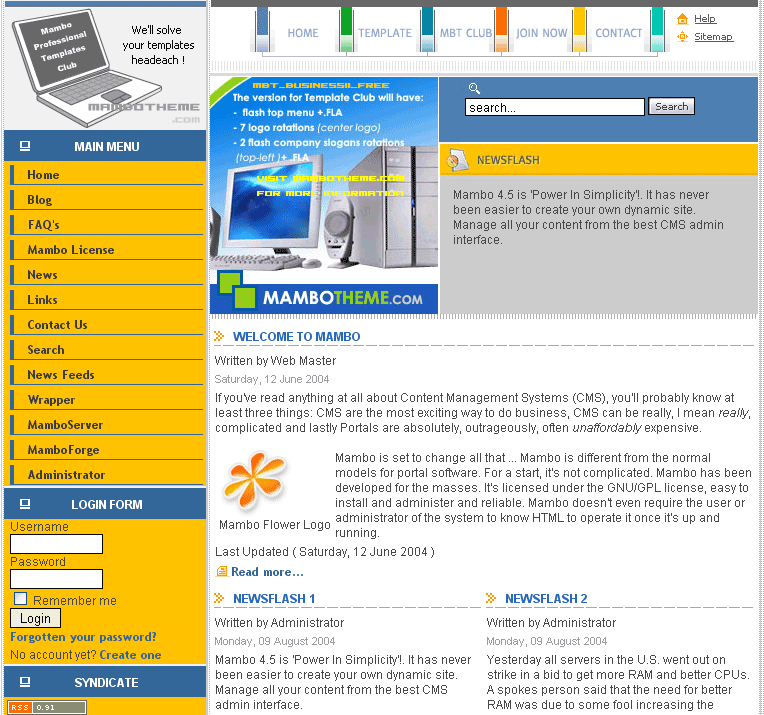 Mambo
Professional
Templates
Club
We'll solve
your templates
headeach !
MAMBOTHEME
.COM
HOME
TEMPLATE
MBT CLUB
JOIN NOW
CONTACT
Help
Sitemap
MAIN MENU
Home
Blog
FAQ's
Mambo License
News
Links
Contact Us
Search
News Feeds
Wrapper
MamboServer
MamboForge
Administrator
LOGIN FORM
Username
Password
Remember me
Login
Forgotten your password?
No account yet? Create one
SYNDICATE
RSS 0.91
MBT_BUSINESSII_FREE
The version for Template Club will have:
- flash top menu +.FLA
- 7 logo rotations (center logo)
- 2 flash company slogans rotations
(top-left )+ .FLA
VISIT MAMBOTHEME.COM
FOR MORE INFORMATION
MAMBOTHEME.COM
search...
Search
NEWSFLASH
Mambo 4.5 is 'Power In Simplicity'!. It has never
been easier to create your own dynamic site.
Manage all your content from the best CMS admin
interface.
WELCOME TO MAMBO
Written by Web Master
Saturday, 12 June 2004
If you've read anything at all about Content Management Systems (CMS), you'll probably know at
least three things: CMS are the most exciting way to do business, CMS can be really, I mean really,
complicated and lastly Portals are absolutely, outrageously, often unaffordably expensive.
Mambo is set to change all that ... Mambo is different from the normal
models for portal software. For a start, it's not complicated. Mambo has been
developed for the masses. It's licensed under the GNU/GPL license, easy to
install and administer and reliable. Mambo doesn't even require the user or
administrator of the system to know HTML to operate it once it's up and
running.
Mambo Flower Logo
Last Updated ( Saturday, 12 June 2004 )
Read more...
NEWSFLASH 1
Written by Administrator
Monday, 09 August 2004
Mambo 4.5 is 'Power In Simplicity'!. It has never
been easier to create your own dynamic site.
Manage all your content from the best CMS
admin interface.
NEWSFLASH 2
Written by Administrator
Monday, 09 August 2004
Yesterday all servers in the U.S. went out on
strike in a bid to get more RAM and better CPUs.
A spokes person said that the need for better
RAM was due to some fool increasing the